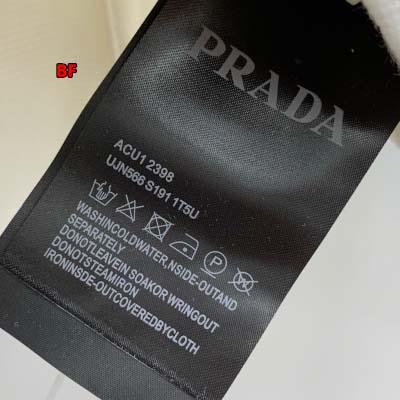 BF
PRADA
ACU1 2398
UJN566 S191 1T5U
WASHINCOLDWATER,NSIDE-OUTAND
SEPARATELY
DONOTLEAVEIN SOAKOR WRINGOUT
DONOTSTEAMIRON
IRONINSDE-OUTCOVEREDBYCLOTH